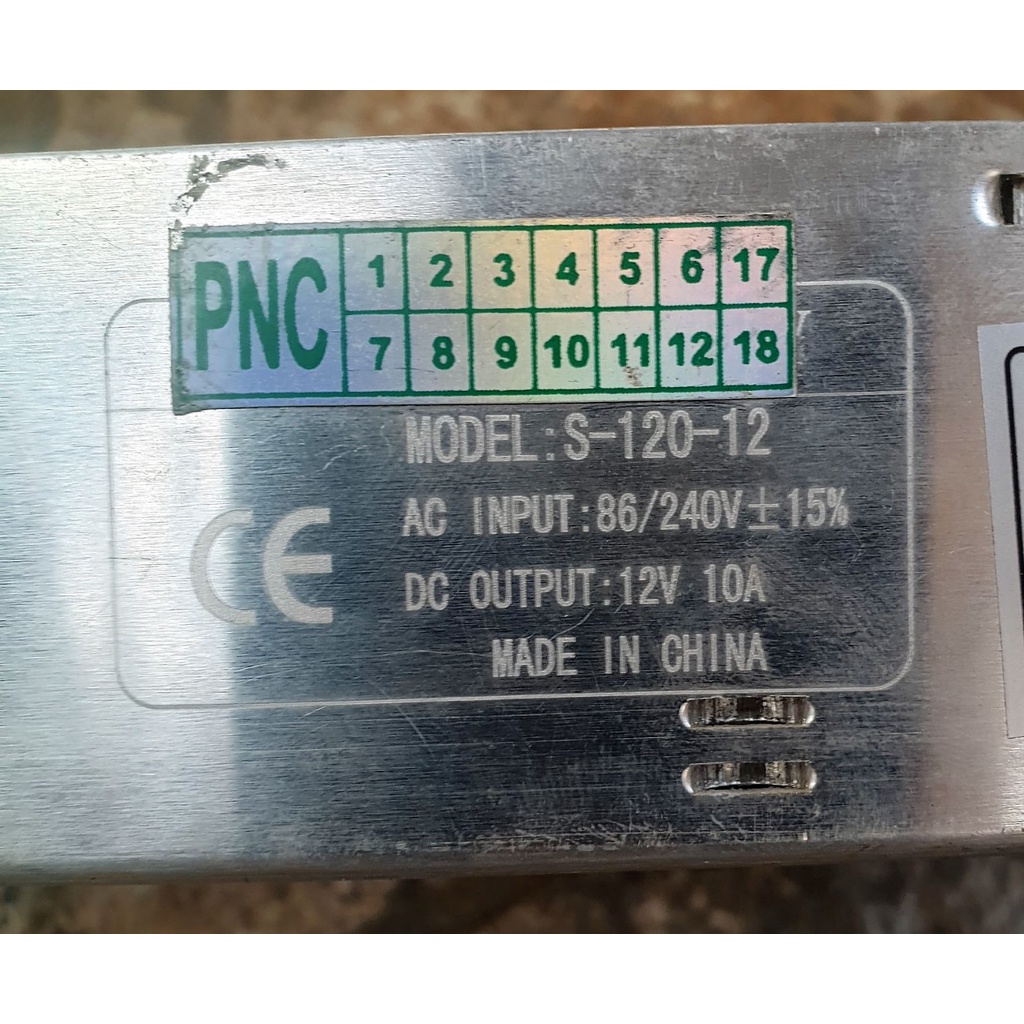 PNC 1 2 3 4 5 6 17
7 8 9 10 11 12 18
MODEL:S-120-12
AC INPUT:86/240V±15%
CE
DC OUTPUT:12V 10A
MADE IN CHINA